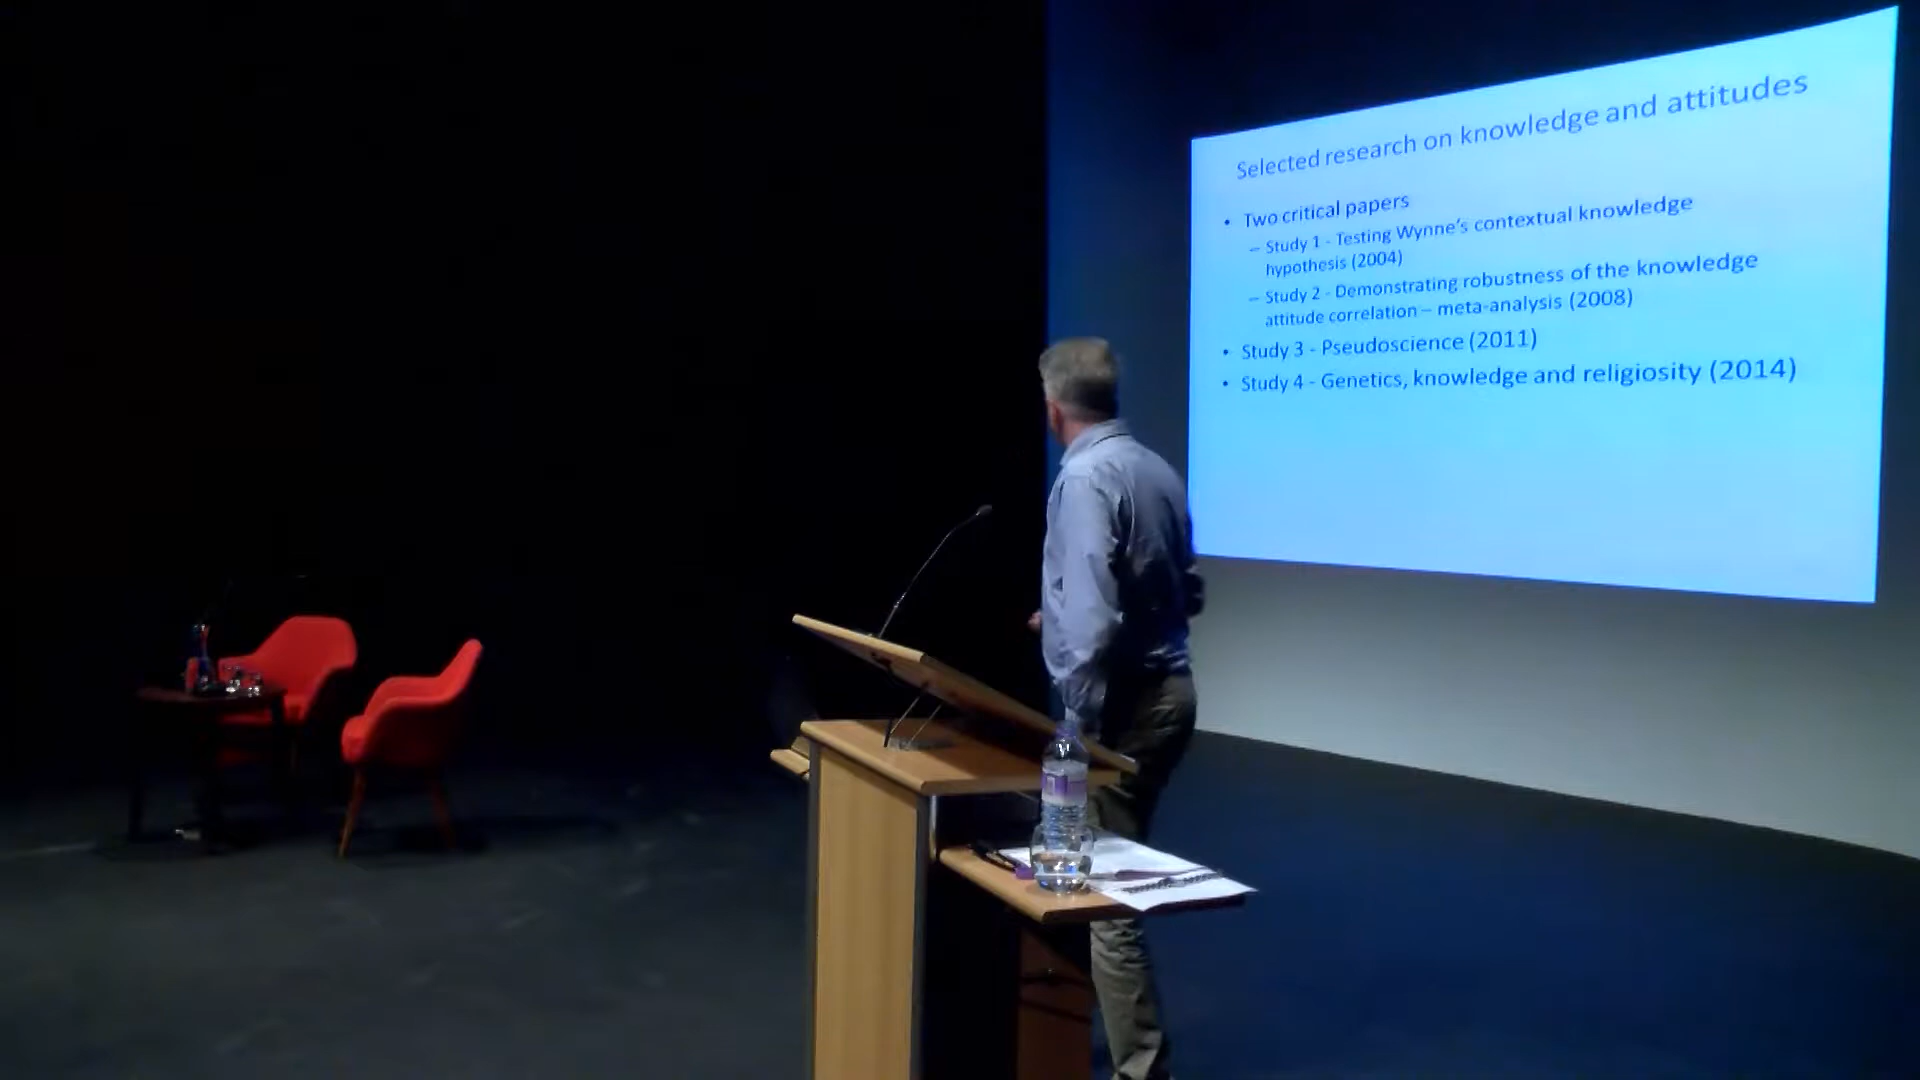 Selected research on knowledge and attitudes
• Two critical papers
– Study 1 - Testing Wynne's contextual knowledge
hypothesis (2004)
– Study 2 - Demonstrating robustness of the knowledge
attitude correlation – meta-analysis (2008)
• Study 3 - Pseudoscience (2011)
• Study 4 - Genetics, knowledge and religiosity (2014)